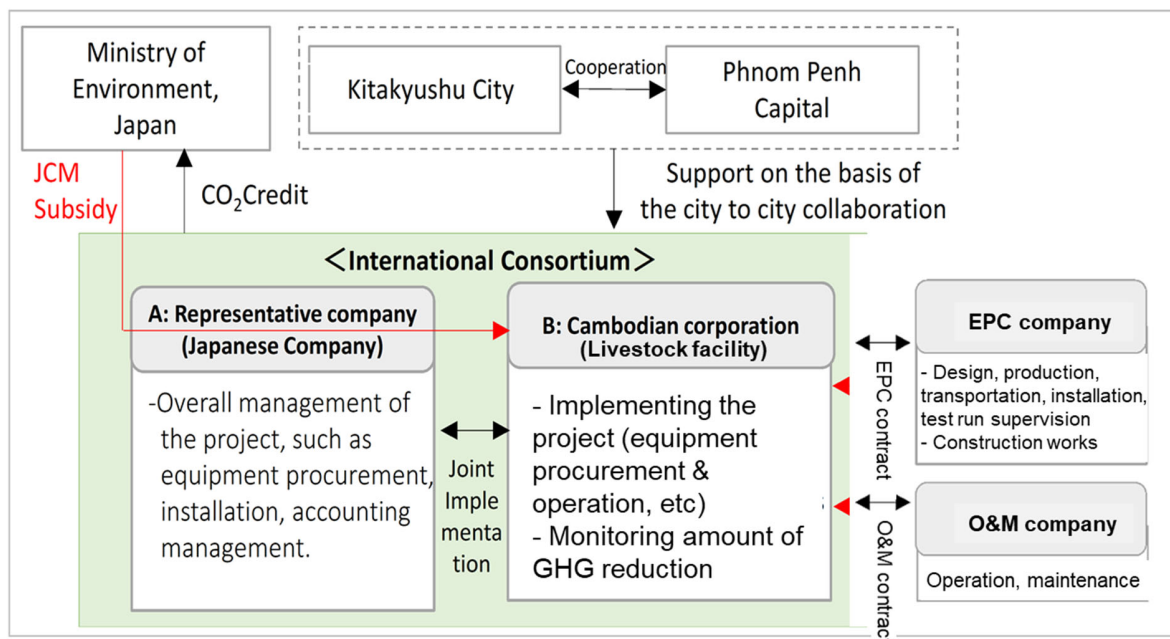 Ministry of
Environment,
Japan
Kitakyushu City
Cooperation
Phnom Penh
Capital
JCM
Subsidy
CO₂Credit
Support on the basis of
the city to city collaboration
＜International Consortium＞
A: Representative company
(Japanese Company)
-Overall management of
the project, such as
equipment procurement,
installation, accounting
management.
Joint
Imple
menta
tion
B: Cambodian corporation
(Livestock facility)
- Implementing the
project (equipment
procurement &
operation, etc)
- Monitoring amount of
GHG reduction
EPC contract
EPC company
- Design, production,
transportation, installation,
test run supervision
- Construction works
O&M contrac
O&M company
Operation, maintenance